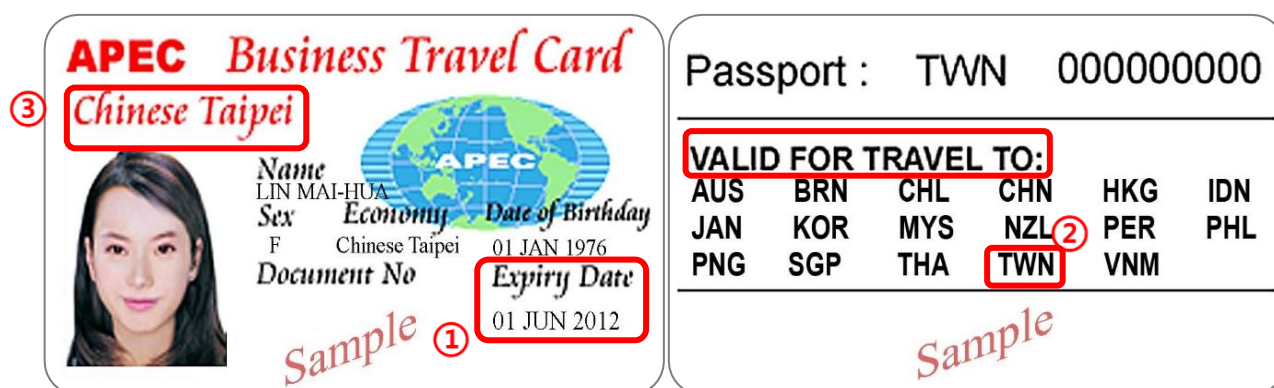 APEC Business Travel Card
③ Chinese Taipei
APEC
Name
LIN MAI-HUA
Sex Economy Date of Birthday
F Chinese Taipei 01 JAN 1976
Document No Expiry Date
① 01 JUN 2012
Sample
Passport : TWN 000000000
VALID FOR TRAVEL TO:
AUS BRN CHL CHN HKG IDN
JAN KOR MYS NZL ② PER PHL
PNG SGP THA TWN VNM
Sample